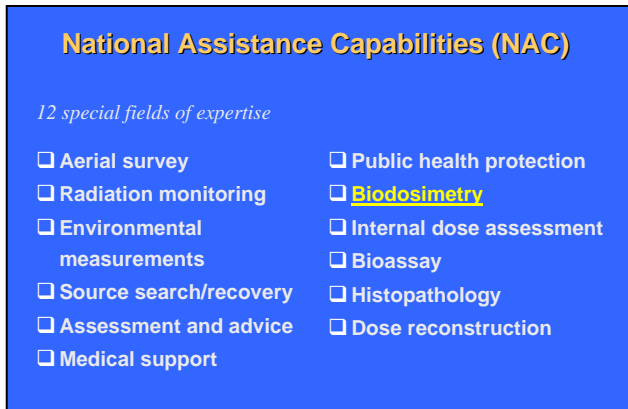 National Assistance Capabilities (NAC)
12 special fields of expertise
❑ Aerial survey
❑ Radiation monitoring
❑ Environmental
measurements
❑ Source search/recovery
❑ Assessment and advice
❑ Medical support
❑ Public health protection
❑ Biodosimetry
❑ Internal dose assessment
❑ Bioassay
❑ Histopathology
❑ Dose reconstruction